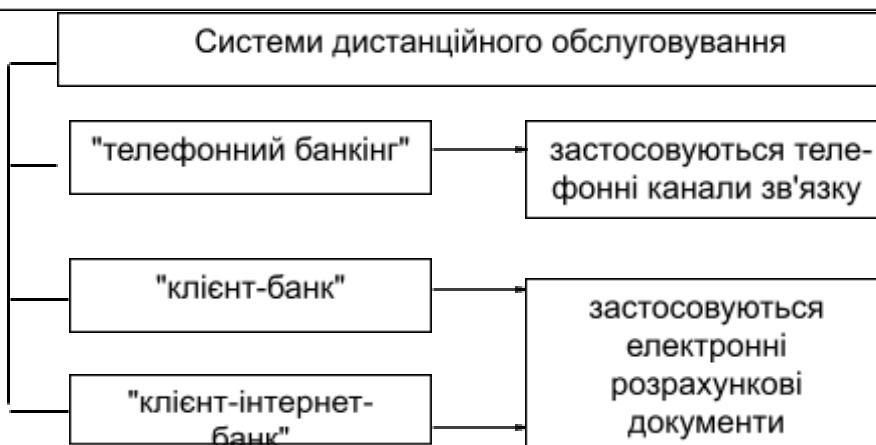 Системи дистанційного обслуговування
"телефонний банкінг"
застосовуються теле-
фонні канали зв'язку
"клієнт-банк"
застосовуються
електронні
розрахункові
документи
"клієнт-інтернет-
банк"